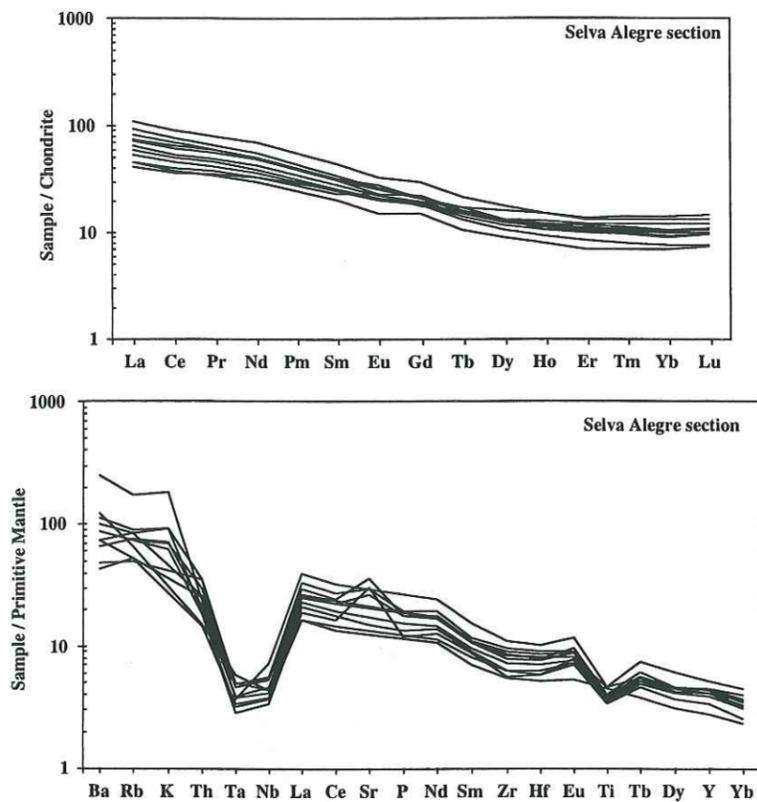 1000
Selva Alegre section
100
Sample / Chondrite
10
1
La Ce Pr Nd Pm Sm Eu Gd Tb Dy Ho Er Tm Yb Lu
1000
Selva Alegre section
100
Sample / Primitive Mantle
10
1
Ba Rb K Th Ta Nb La Ce Sr P Nd Sm Zr Hf Eu Ti Tb Dy Y Yb